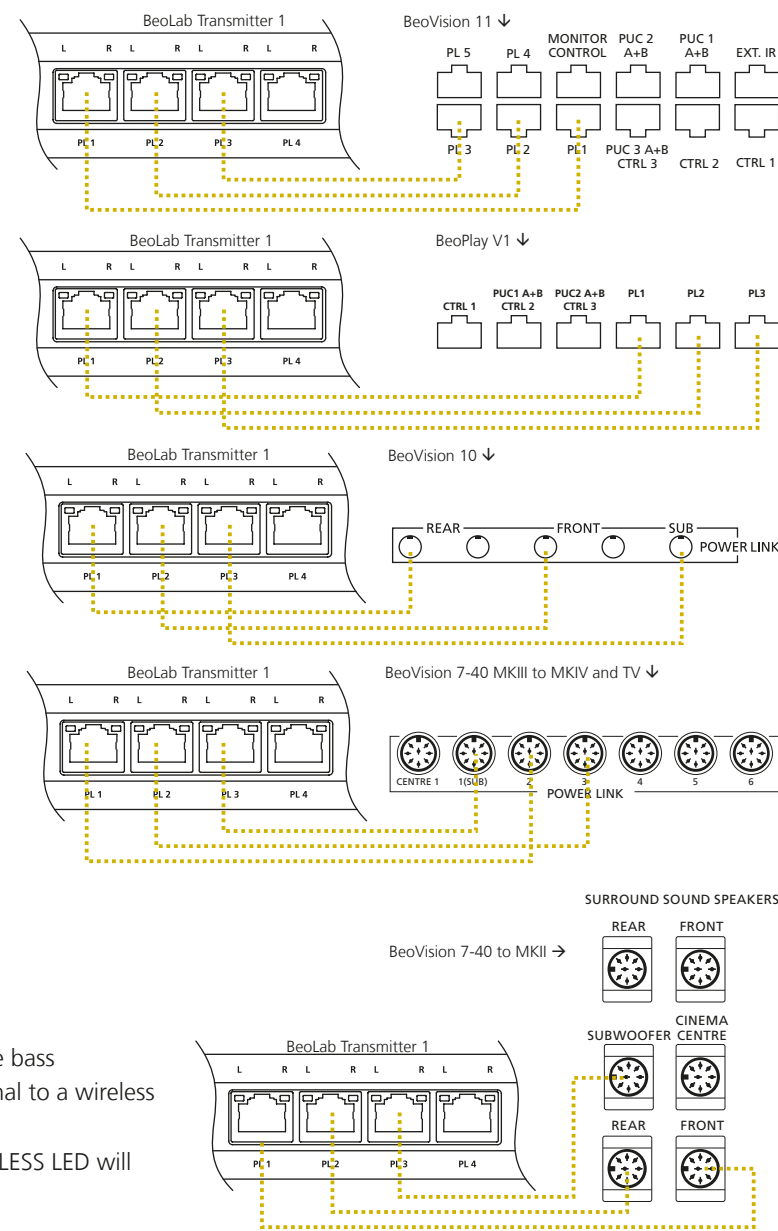 BeoLab Transmitter 1
BeoVision 11 ↓
L R L R L R L R
PL 1 PL 2 PL 3 PL 4
PL 5 PL 4 MONITOR CONTROL PUC 2 A+B PUC 1 A+B EXT. IR
PL 3 PL 2 PL1 PUC 3 A+B CTRL 3 CTRL 2 CTRL 1
BeoLab Transmitter 1
BeoPlay V1 ↓
L R L R L R L R
PL 1 PL 2 PL 3 PL 4
CTRL 1 PUC1 A+B CTRL 2 PUC2 A+B CTRL 3 PL1 PL2 PL3
BeoLab Transmitter 1
BeoVision 10 ↓
L R L R L R L R
PL 1 PL 2 PL 3 PL 4
REAR FRONT SUB
POWER LINK
BeoLab Transmitter 1
BeoVision 7-40 MKIII to MKIV and TV ↓
L R L R L R L R
PL 1 PL 2 PL 3 PL 4
CENTRE 1 1(SUB) 2 3 4 5 6
POWER LINK
SURROUND SOUND SPEAKERS
REAR FRONT
BeoVision 7-40 to MKII →
SUBWOOFER CINEMA CENTRE
REAR FRONT
BeoLab Transmitter 1
L R L R L R L R
PL 1 PL 2 PL 3 PL 4
e bass
nal to a wireless
LESS LED will